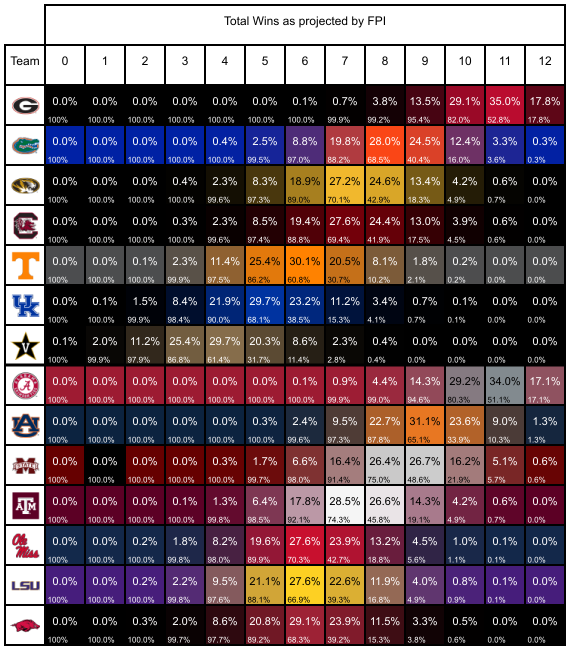 Total Wins as projected by FPI
Team 0 1 2 3 4 5 6 7 8 9 10 11 12
G 0.0% 0.0% 0.0% 0.0% 0.0% 0.0% 0.1% 0.7% 3.8% 13.5% 29.1% 35.0% 17.8%
100% 100.0% 100.0% 100.0% 100.0% 100.0% 100.0% 99.9% 99.2% 95.4% 82.0% 52.8% 17.8%
0.0% 0.0% 0.0% 0.0% 0.4% 2.5% 8.8% 19.8% 28.0% 24.5% 12.4% 3.3% 0.3%
100% 100.0% 100.0% 100.0% 100.0% 99.5% 97.0% 88.2% 68.5% 40.4% 16.0% 3.6% 0.3%
0.0% 0.0% 0.0% 0.4% 2.3% 8.3% 18.9% 27.2% 24.6% 13.4% 4.2% 0.6% 0.0%
100% 100.0% 100.0% 100.0% 99.6% 97.3% 89.0% 70.1% 42.9% 18.3% 4.9% 0.7% 0.0%
C 0.0% 0.0% 0.0% 0.3% 2.3% 8.5% 19.4% 27.6% 24.4% 13.0% 3.9% 0.6% 0.0%
100% 100.0% 100.0% 100.0% 99.6% 97.4% 88.8% 69.4% 41.9% 17.5% 4.5% 0.6% 0.0%
T 0.0% 0.0% 0.1% 2.3% 11.4% 25.4% 30.1% 20.5% 8.1% 1.8% 0.2% 0.0% 0.0%
100% 100.0% 100.0% 99.9% 97.5% 86.2% 60.8% 30.7% 10.2% 2.1% 0.2% 0.0% 0.0%
UK 0.0% 0.1% 1.5% 8.4% 21.9% 29.7% 23.2% 11.2% 3.4% 0.7% 0.1% 0.0% 0.0%
100% 100.0% 99.9% 98.4% 90.0% 68.1% 38.5% 15.3% 4.1% 0.7% 0.1% 0.0% 0.0%
V 0.1% 2.0% 11.2% 25.4% 29.7% 20.3% 8.6% 2.3% 0.4% 0.0% 0.0% 0.0% 0.0%
100% 99.9% 97.9% 86.8% 61.4% 31.7% 11.4% 2.8% 0.4% 0.0% 0.0% 0.0% 0.0%
A 0.0% 0.0% 0.0% 0.0% 0.0% 0.0% 0.1% 0.9% 4.4% 14.3% 29.2% 34.0% 17.1%
100% 100.0% 100.0% 100.0% 100.0% 100.0% 100.0% 99.9% 99.0% 94.6% 80.3% 51.1% 17.1%
AU 0.0% 0.0% 0.0% 0.0% 0.0% 0.3% 2.4% 9.5% 22.7% 31.1% 23.6% 9.0% 1.3%
100% 100.0% 100.0% 100.0% 100.0% 100.0% 99.6% 97.3% 87.8% 65.1% 33.9% 10.3% 1.3%
M STATE 0.0% 0.0% 0.0% 0.0% 0.3% 1.7% 6.6% 16.4% 26.4% 26.7% 16.2% 5.1% 0.6%
100% 100.0% 100.0% 100.0% 100.0% 99.7% 98.0% 91.4% 75.0% 48.6% 21.9% 5.7% 0.6%
ATM 0.0% 0.0% 0.0% 0.1% 1.3% 6.4% 17.8% 28.5% 26.6% 14.3% 4.2% 0.6% 0.0%
100% 100.0% 100.0% 100.0% 99.8% 98.5% 92.1% 74.3% 45.8% 19.1% 4.9% 0.7% 0.0%
Ole Miss 0.0% 0.0% 0.2% 1.8% 8.2% 19.6% 27.6% 23.9% 13.2% 4.5% 1.0% 0.1% 0.0%
100% 100.0% 100.0% 99.8% 98.0% 89.9% 70.3% 42.7% 18.8% 5.6% 1.1% 0.1% 0.0%
LSU 0.0% 0.0% 0.2% 2.2% 9.5% 21.1% 27.6% 22.6% 11.9% 4.0% 0.8% 0.1% 0.0%
100% 100.0% 100.0% 99.8% 97.6% 88.1% 66.9% 39.3% 16.8% 4.9% 0.9% 0.1% 0.0%
0.0% 0.0% 0.3% 2.0% 8.6% 20.8% 29.1% 23.9% 11.5% 3.3% 0.5% 0.0% 0.0%
100% 100.0% 100.0% 99.7% 97.7% 89.2% 68.3% 39.2% 15.3% 3.8% 0.6% 0.0% 0.0%